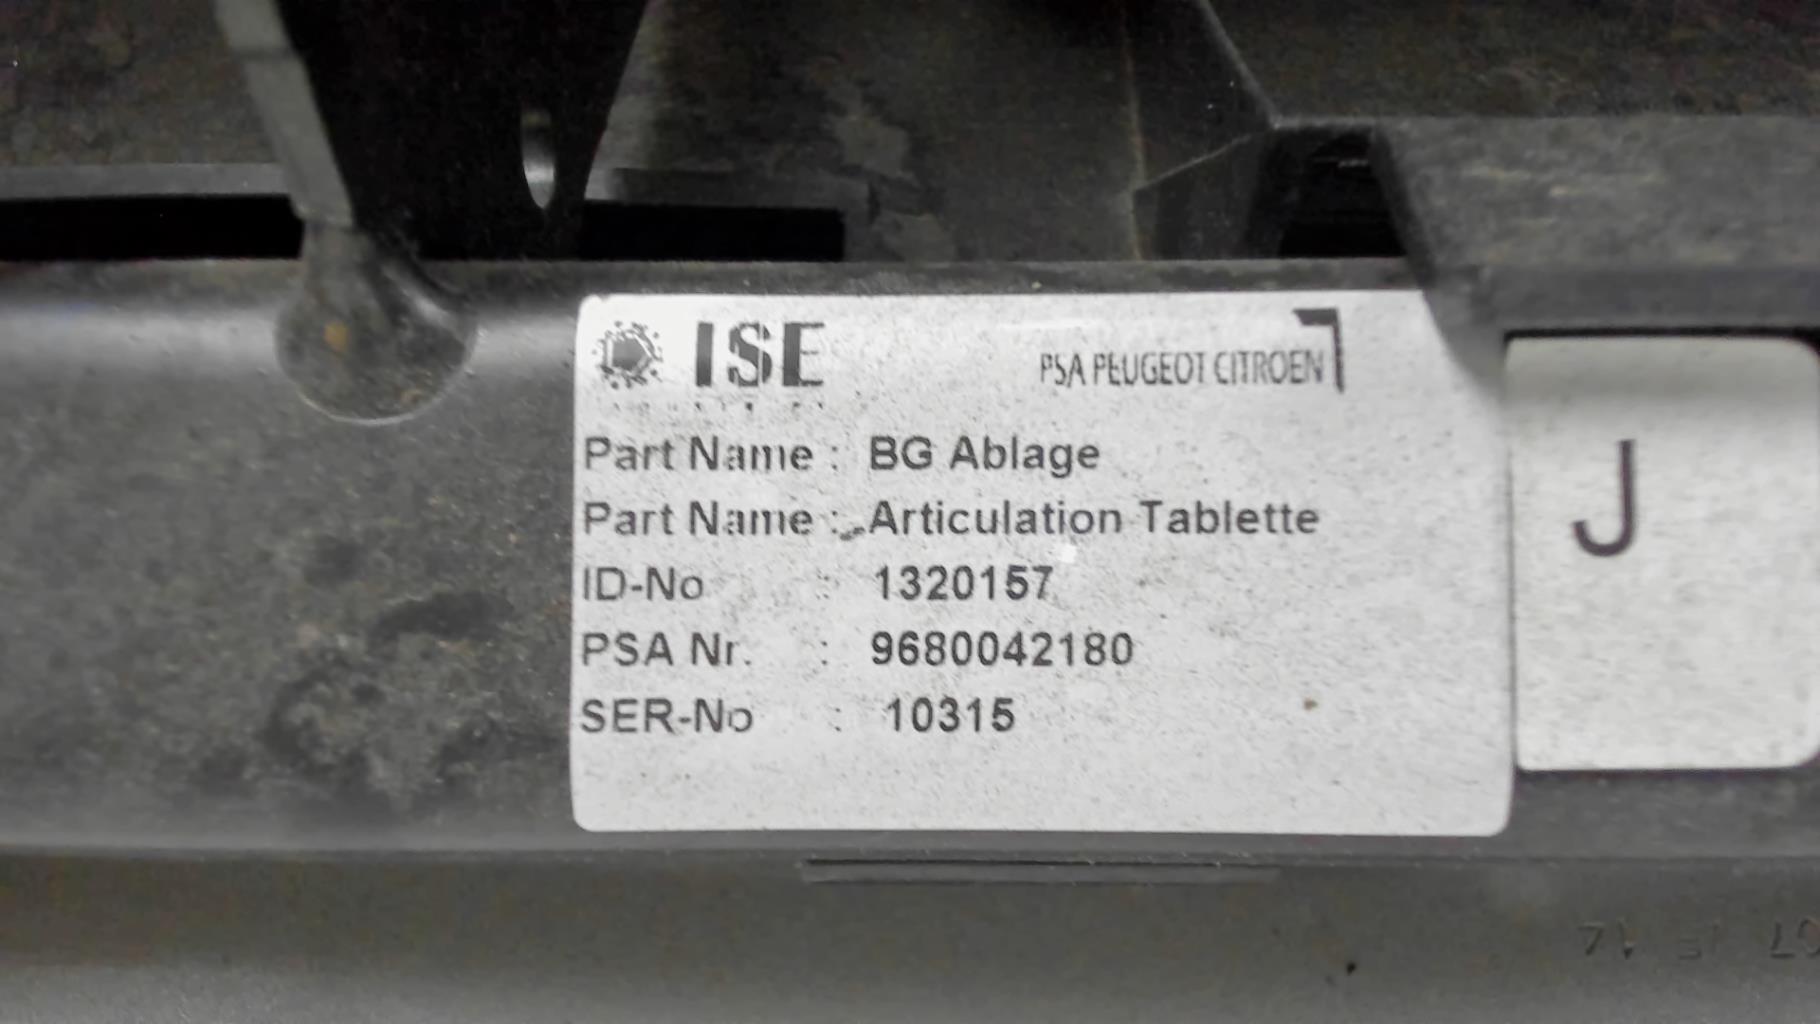 ISE
PSA PEUGEOT CITROEN
Part Name : BG Ablage
Part Name : Articulation Tablette
ID-No : 1320157
PSA Nr. : 9680042180
SER-No : 10315
J